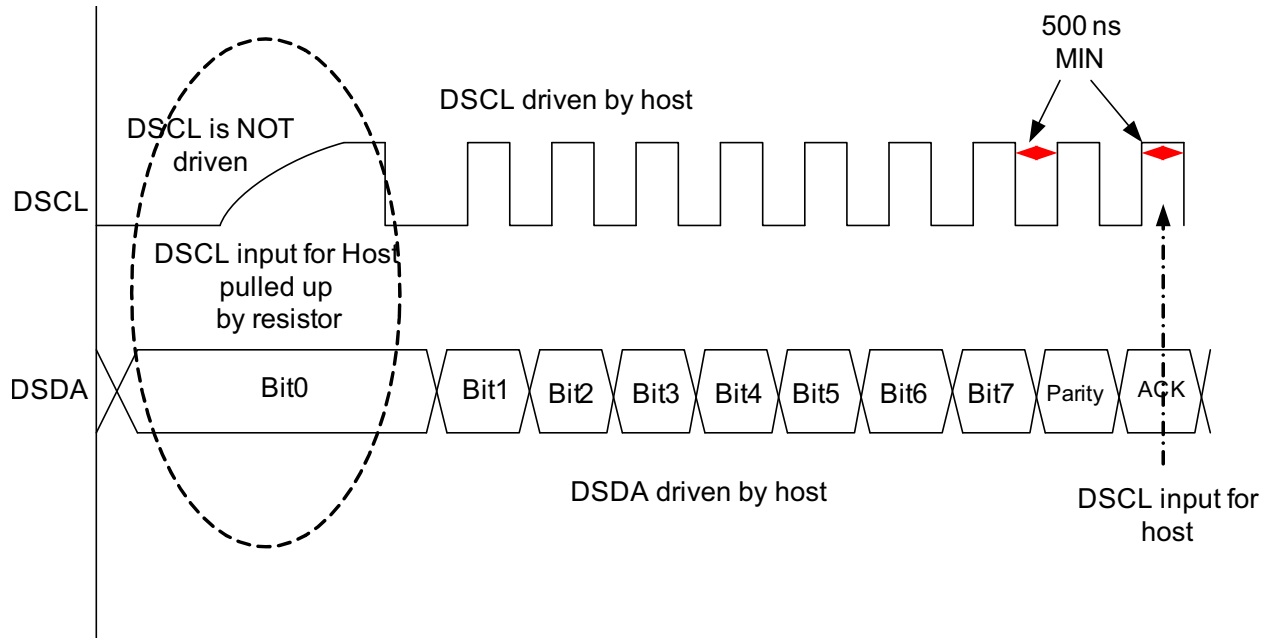 500 ns
MIN
DSCL driven by host
DSCL is NOT
driven
DSCL
DSCL input for Host
pulled up
by resistor
DSDA
Bit0
Bit1
Bit2
Bit3
Bit4
Bit5
Bit6
Bit7
Parity
ACK
DSDA driven by host
DSCL input for
host